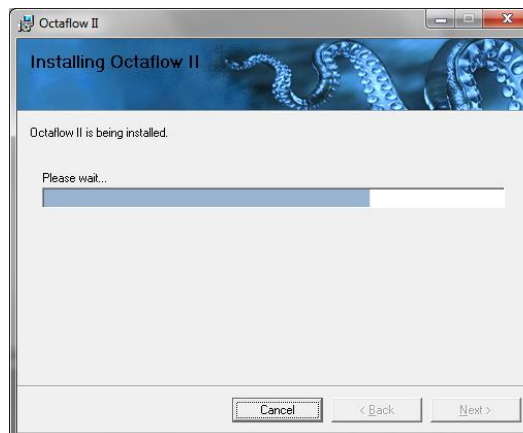 Octaflow II
Installing Octaflow II
Octaflow II is being installed.
Please wait...
Cancel
< Back
Next >